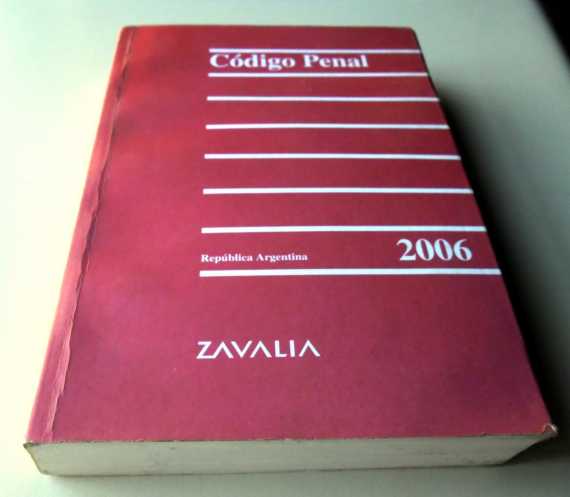 Código Penal
República Argentina 2006
ZAVALIA